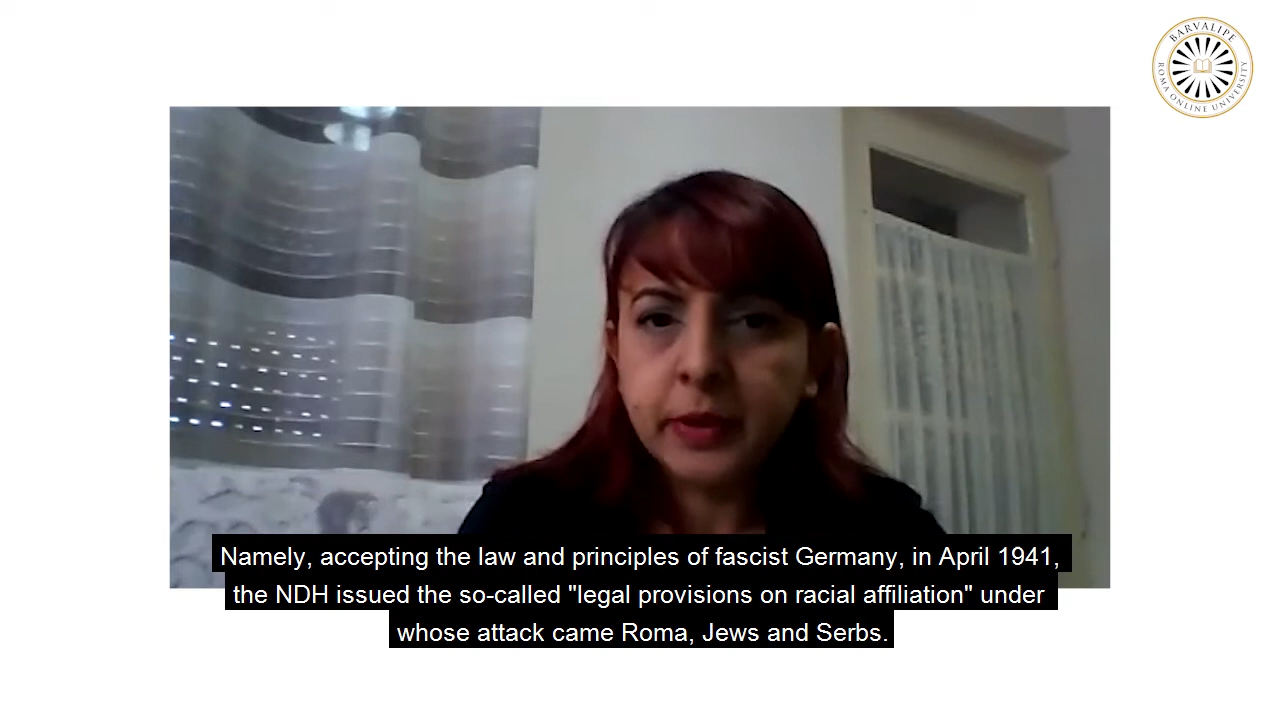 BARVALIPE
ROMA ONLINE UNIVERSITY
Namely, accepting the law and principles of fascist Germany, in April 1941,
the NDH issued the so-called "legal provisions on racial affiliation" under
whose attack came Roma, Jews and Serbs.